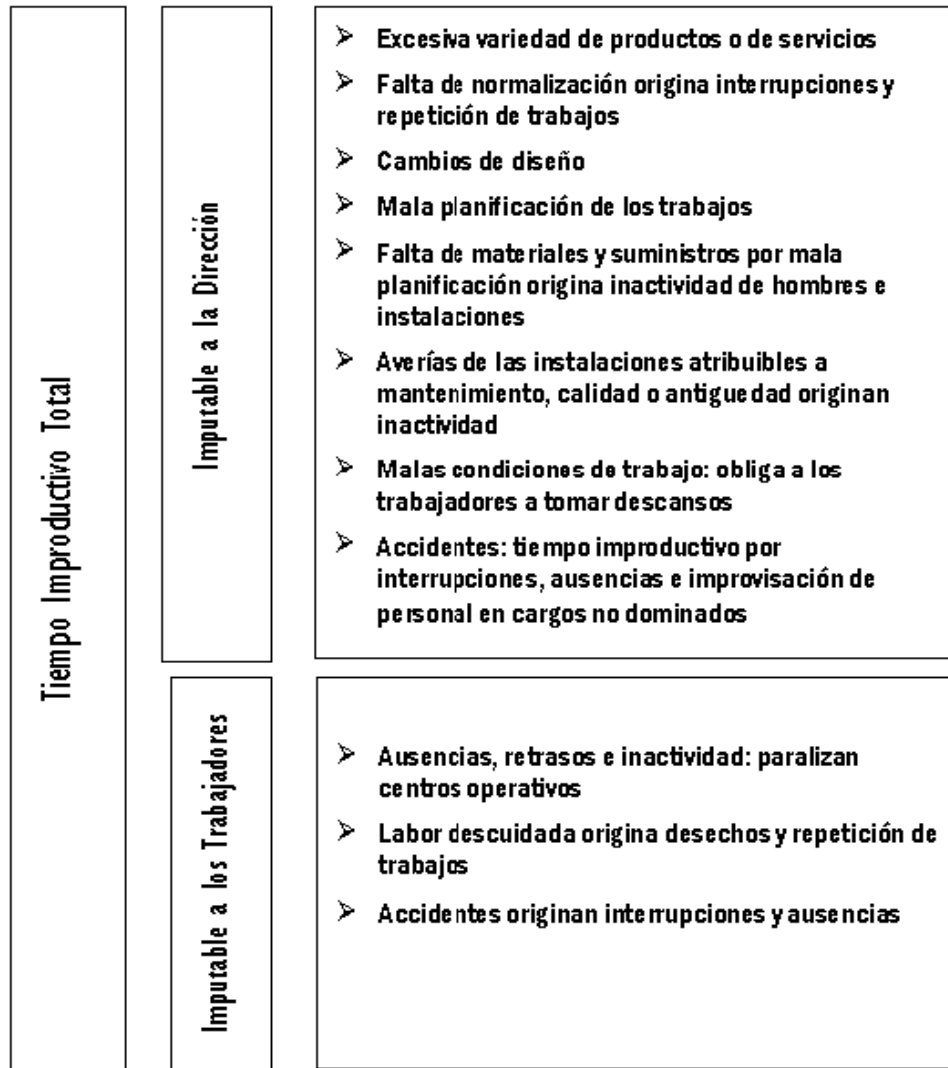 Tiempo Improductivo Total
Imputable a la Dirección
Excesiva variedad de productos o de servicios
Falta de normalización origina interrupciones y
repetición de trabajos
Cambios de diseño
Mala planificación de los trabajos
Falta de materiales y suministros por mala
planificación origina inactividad de hombres e
instalaciones
Averías de las instalaciones atribuibles a
mantenimiento, calidad o antiguedad originan
inactividad
Malas condiciones de trabajo: obliga a los
trabajadores a tomar descansos
Accidentes: tiempo improductivo por
interrupciones, ausencias e improvisación de
personal en cargos no dominados
Imputable a los Trabajadores
Ausencias, retrasos e inactividad: paralizan
centros operativos
Labor descuidada origina desechos y repetición de
trabajos
Accidentes originan interrupciones y ausencias